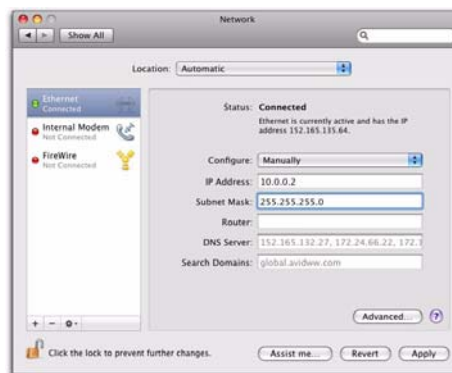 Network
Show All
Location: Automatic
Ethernet
Connected
Internal Modem
Not Connected
FireWire
Not Connected
Status: Connected
Ethernet is currently active and has the IP
address 152.165.135.64.
Configure: Manually
IP Address: 10.0.0.2
Subnet Mask: 255.255.255.0
Router:
DNS Server: 152.165.132.27, 172.24.66.22, 172.1
Search Domains: global.avidww.com
Advanced... ?
+ −
Click the lock to prevent further changes.
Assist me... Revert Apply